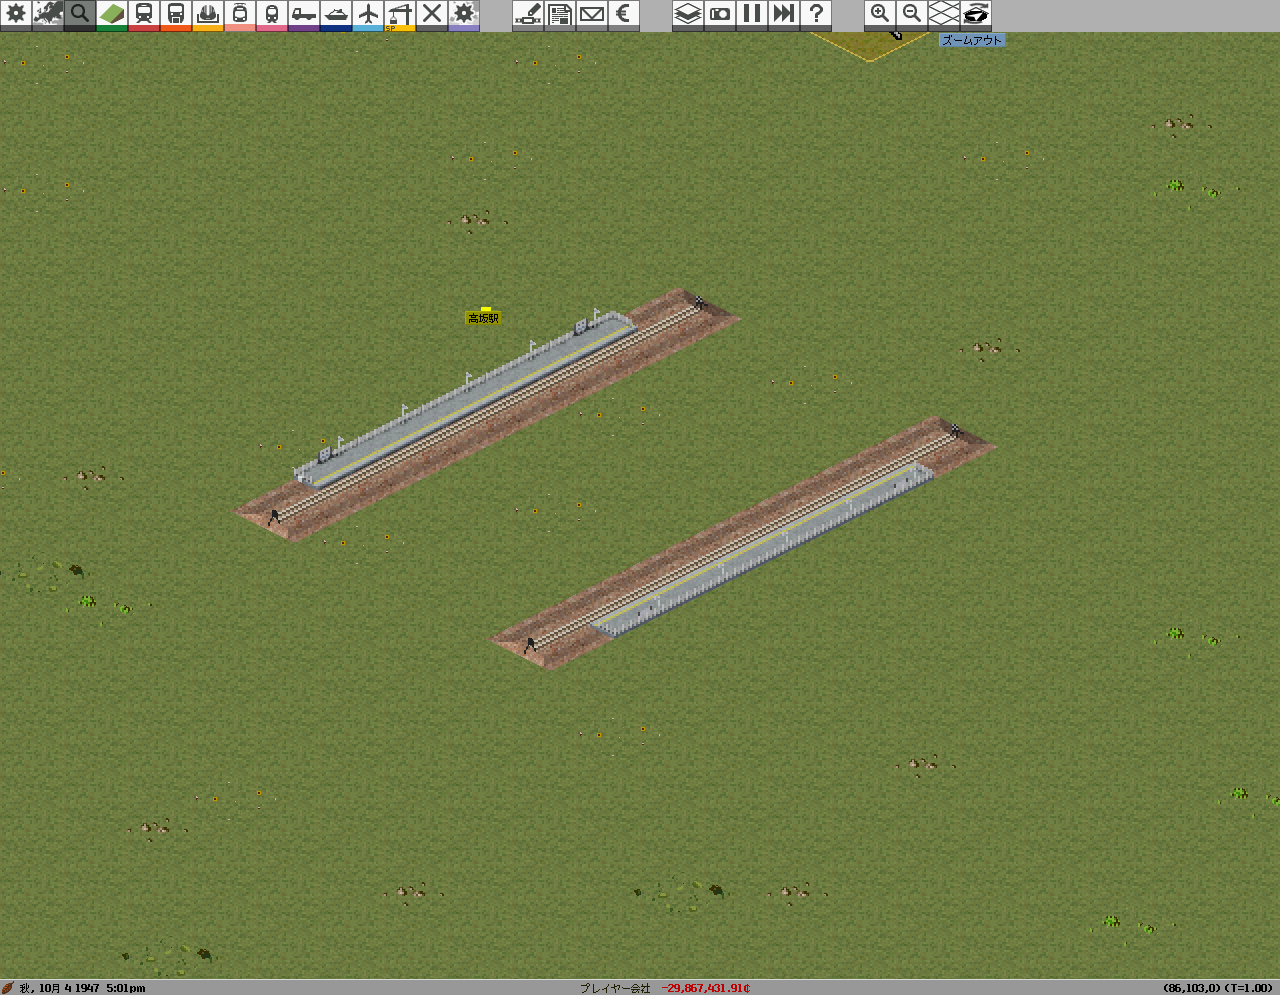 SP
ズームアウト
高坂駅
秋, 10月 4 1947 5:01pm
プレイヤー会社 -29,867,431.91¢
(86,103,0) (T=1.00)